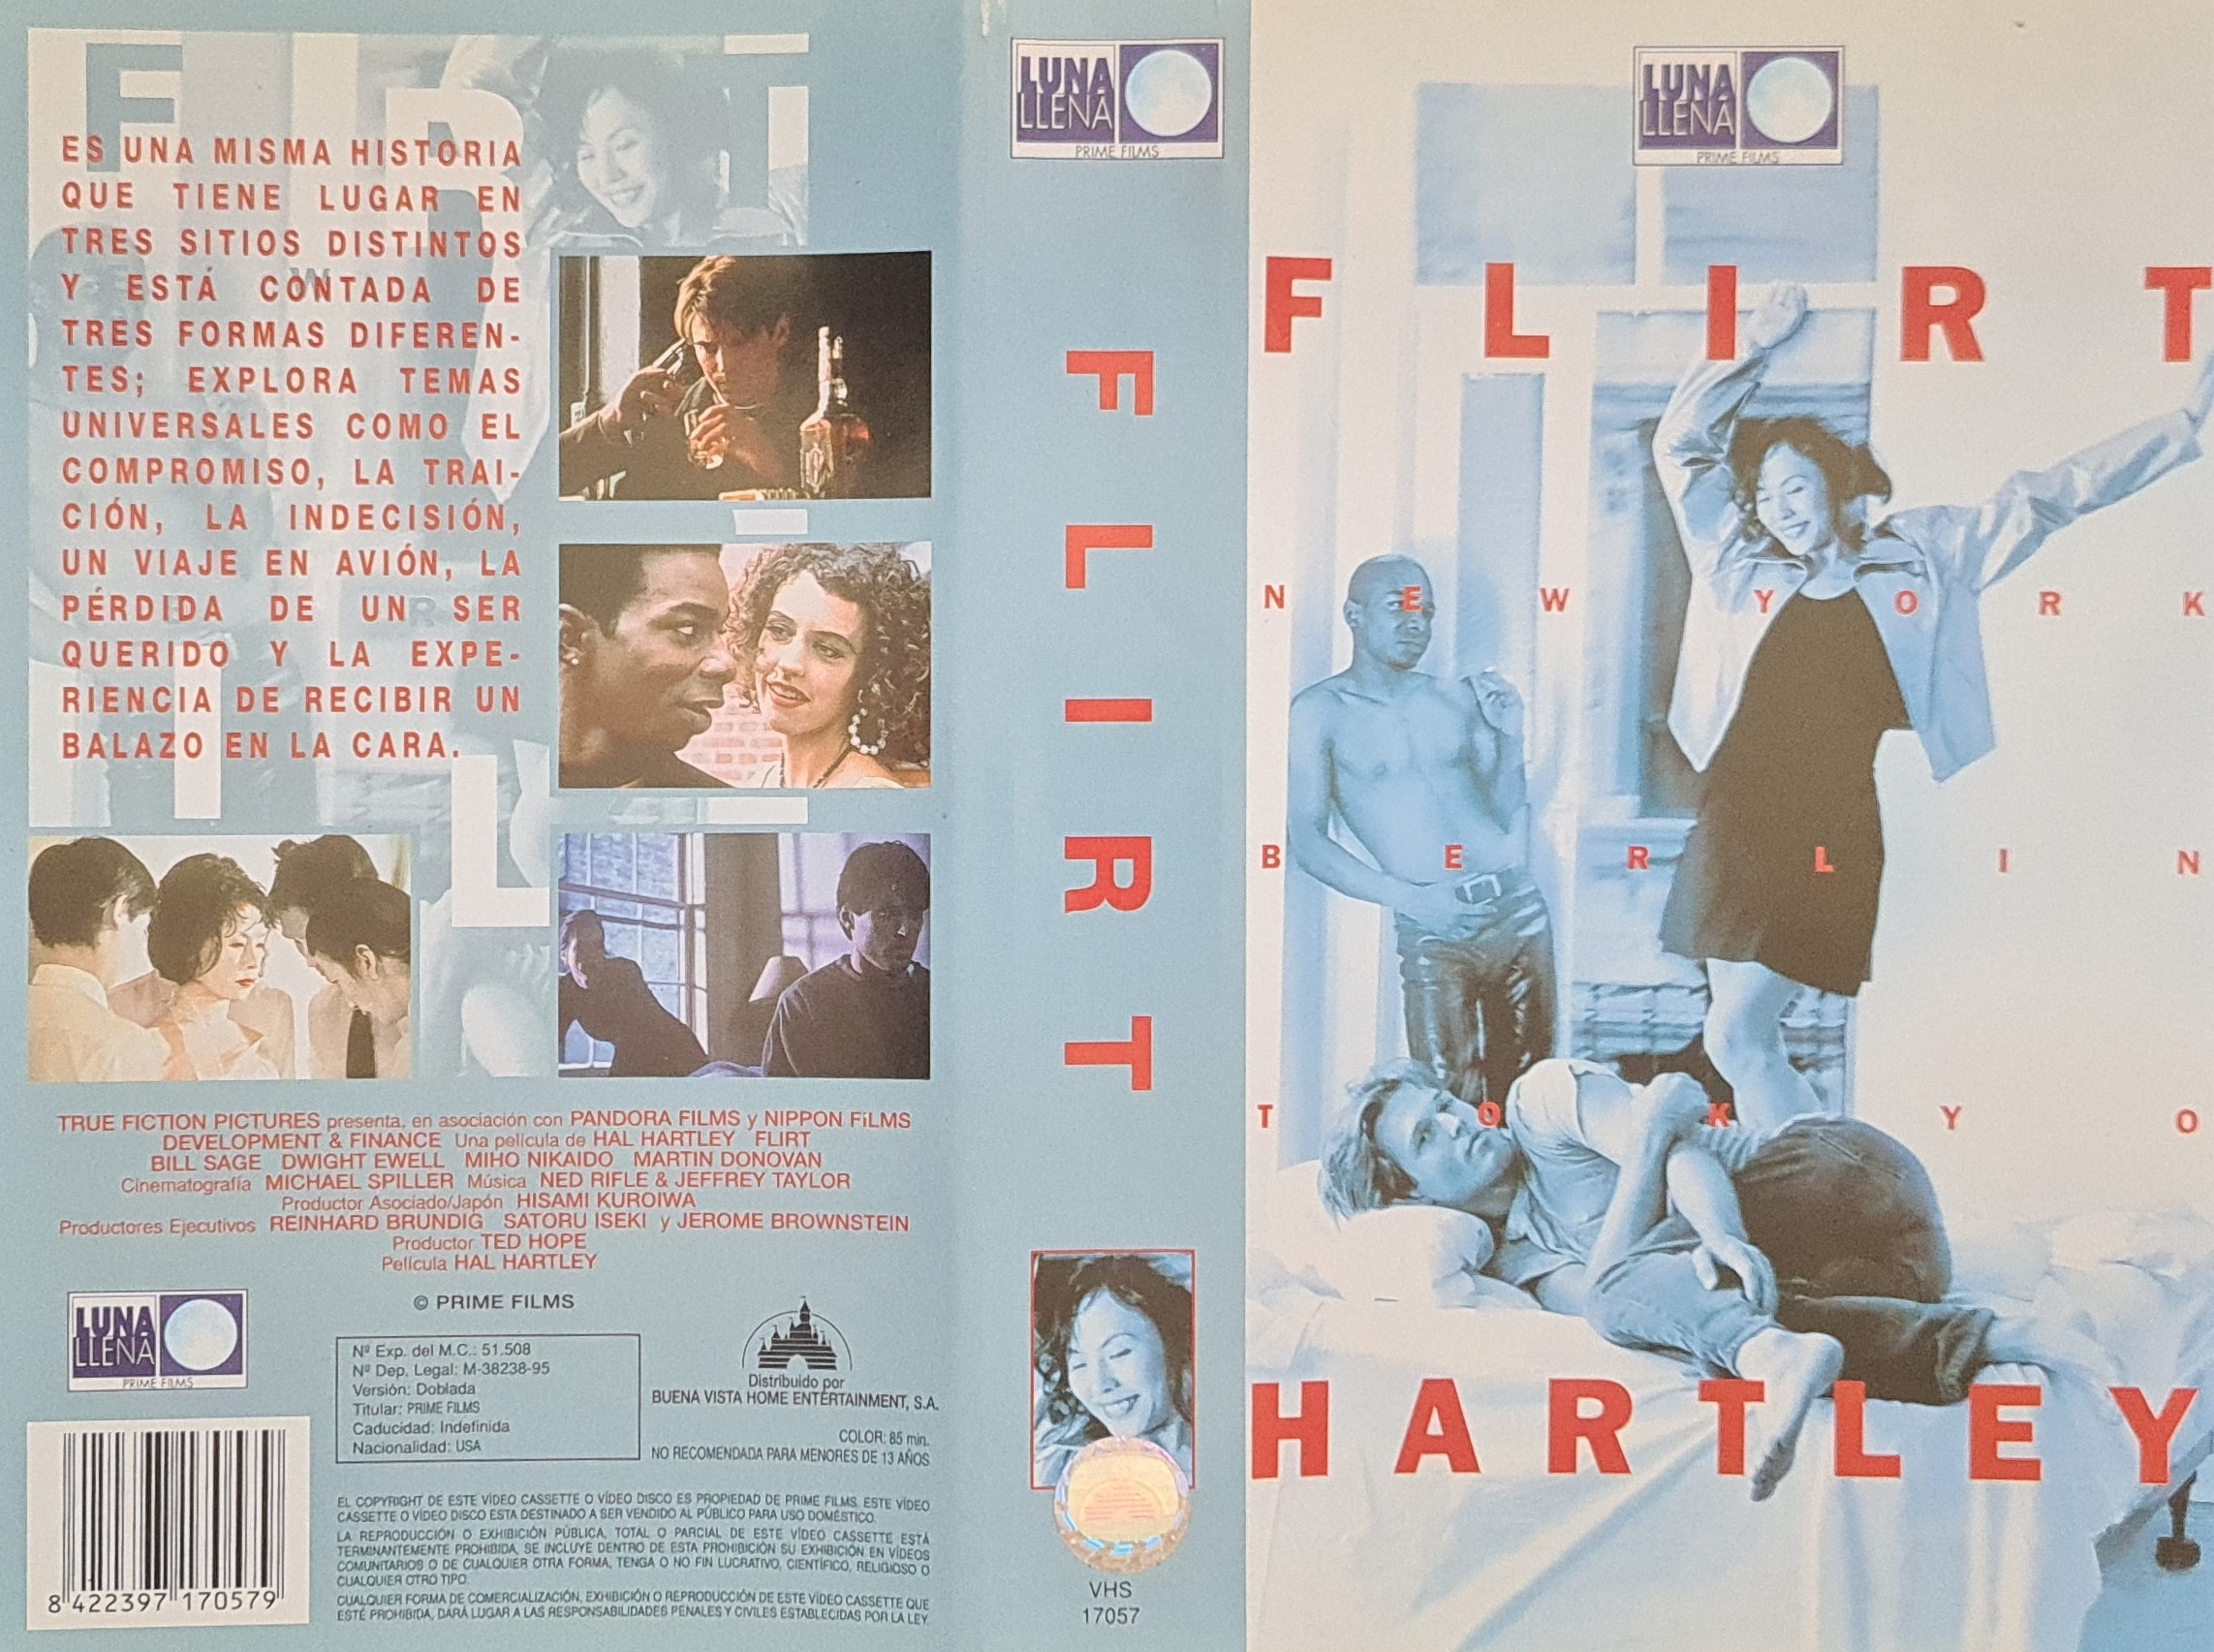 F L I R T
ES UNA MISMA HISTORIA
QUE TIENE LUGAR EN
TRES SITIOS DISTINTOS
Y ESTÁ CONTADA DE
TRES FORMAS DIFEREN-
TES; EXPLORA TEMAS
UNIVERSALES COMO EL
COMPROMISO, LA TRAI-
CIÓN, LA INDECISIÓN,
UN VIAJE EN AVIÓN, LA
PÉRDIDA DE UN SER
QUERIDO Y LA EXPE-
RIENCIA DE RECIBIR UN
BALAZO EN LA CARA.
TRUE FICTION PICTURES presenta, en asociación con PANDORA FILMS y NIPPON FiLMS
DEVELOPMENT & FINANCE Una película de HAL HARTLEY FLIRT
BILL SAGE DWIGHT EWELL MIHO NIKAIDO MARTIN DONOVAN
Cinematografía MICHAEL SPILLER Música NED RIFLE & JEFFREY TAYLOR
Productor Asociado/Japón HISAMI KUROIWA
Productores Ejecutivos REINHARD BRUNDIG SATORU ISEKI y JEROME BROWNSTEIN
Productor TED HOPE
Película HAL HARTLEY
LUNA
LLENA
PRIME FILMS
© PRIME FILMS
Nº Exp. del M.C.: 51.508
Nº Dep. Legal: M-38238-95
Versión: Doblada
Titular: PRIME FILMS
Caducidad: Indefinida
Nacionalidad: USA
Distribuido por
BUENA VISTA HOME ENTERTAINMENT, S.A.
COLOR: 85 min.
NO RECOMENDADA PARA MENORES DE 13 AÑOS
EL COPYRIGHT DE ESTE VÍDEO CASSETTE O VÍDEO DISCO ES PROPIEDAD DE PRIME FILMS. ESTE VÍDEO
CASSETTE O VÍDEO DISCO ESTA DESTINADO A SER VENDIDO AL PÚBLICO PARA USO DOMÉSTICO.
LA REPRODUCCIÓN O EXHIBICIÓN PÚBLICA, TOTAL O PARCIAL DE ESTE VÍDEO CASSETTE ESTÁ
TERMINANTEMENTE PROHIBIDA, SE INCLUYE DENTRO DE ESTA PROHIBICIÓN SU EXHIBICIÓN EN VÍDEOS
COMUNITARIOS O DE CUALQUIER OTRA FORMA, TENGA O NO FIN LUCRATIVO, CIENTÍFICO, RELIGIOSO O
CUALQUIER OTRO TIPO.
CUALQUIER FORMA DE COMERCIALIZACIÓN, EXHIBICIÓN O REPRODUCCIÓN DE ESTE VÍDEO CASSETTE QUE
ESTÉ PROHIBIDA, DARÁ LUGAR A LAS RESPONSABILIDADES PENALES Y CIVILES ESTABLECIDAS POR LA LEY.
8 422397 170579
LUNA
LLENA
PRIME FILMS
FLIRT
VHS
17057
LUNA
LLENA
PRIME FILMS
FLIRT
NEW YORK
BERLIN
TOKYO
HARTLEY